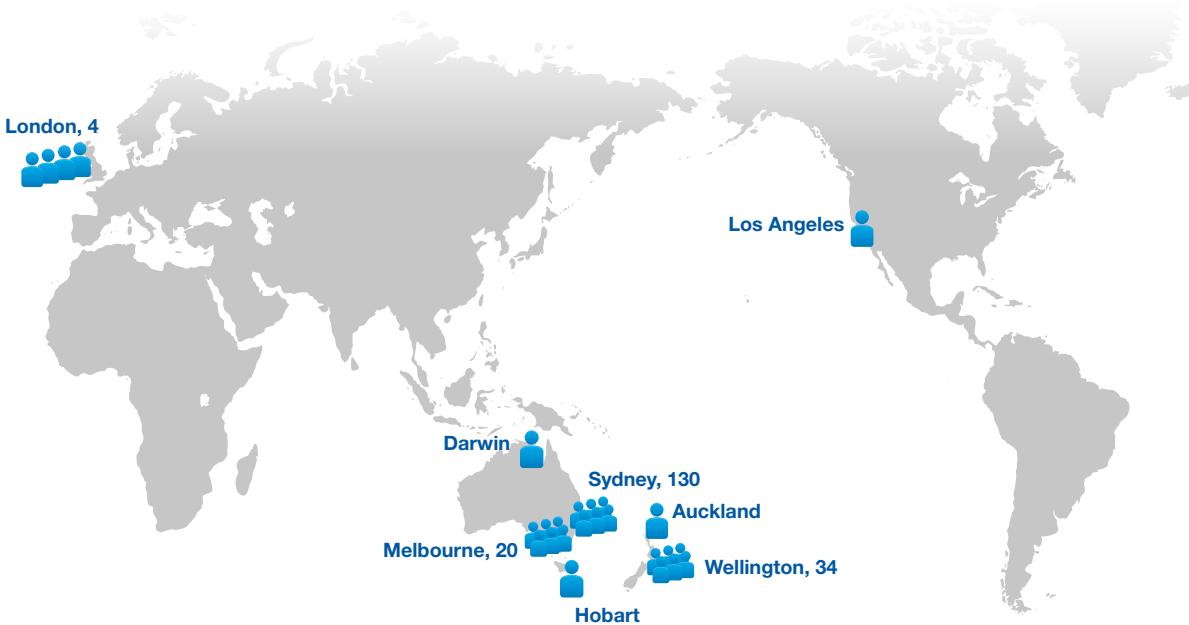 London, 4
Los Angeles
Darwin
Sydney, 130
Auckland
Melbourne, 20
Wellington, 34
Hobart